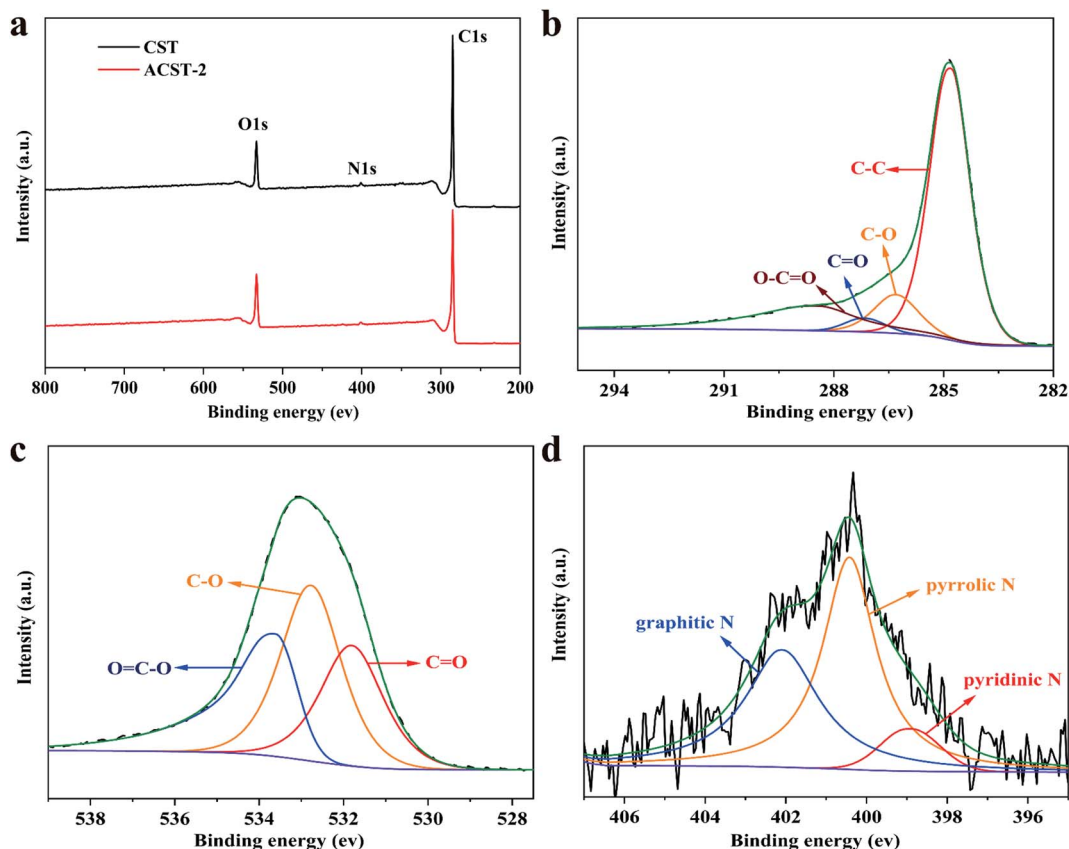 a
CST
ACST-2
C1s
O1s
N1s
Intensity (a.u.)
800 700 600 500 400 300 200
Binding energy (ev)
b
C-C
C-O
C=O
O-C=O
Intensity (a.u.)
294 291 288 285 282
Binding energy (ev)
c
C-O
O=C-O
C=O
Intensity (a.u.)
538 536 534 532 530 528
Binding energy (ev)
d
pyrrolic N
graphitic N
pyridinic N
Intensity (a.u.)
406 404 402 400 398 396
Binding energy (ev)